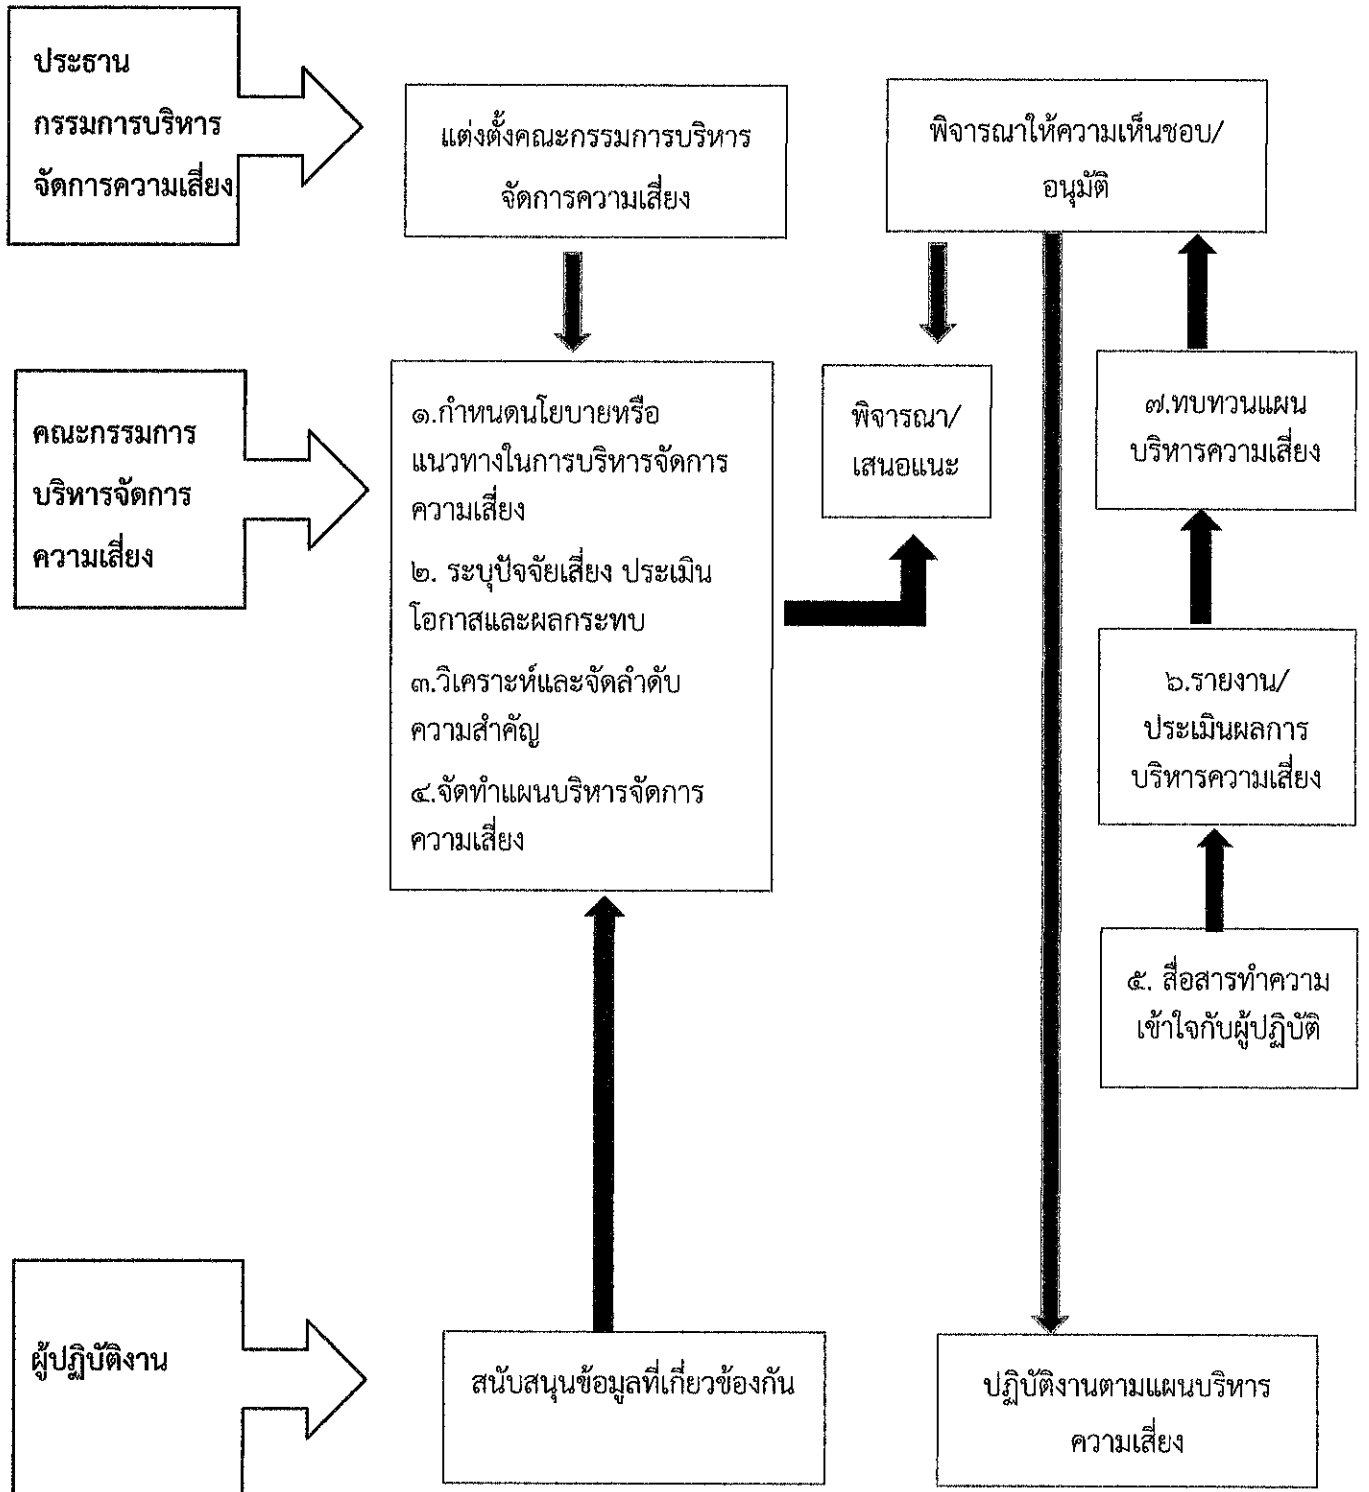 ประธาน
กรรมการบริหาร
จัดการความเสี่ยง
แต่งตั้งคณะกรรมการบริหาร
จัดการความเสี่ยง
พิจารณาให้ความเห็นชอบ/
อนุมัติ
คณะกรรมการ
บริหารจัดการ
ความเสี่ยง
๑.กำหนดนโยบายหรือ
แนวทางในการบริหารจัดการ
ความเสี่ยง
๒. ระบุปัจจัยเสี่ยง ประเมิน
โอกาสและผลกระทบ
๓.วิเคราะห์และจัดลำดับ
ความสำคัญ
๔.จัดทำแผนบริหารจัดการ
ความเสี่ยง
พิจารณา/
เสนอแนะ
๗.ทบทวนแผน
บริหารความเสี่ยง
๖.รายงาน/
ประเมินผลการ
บริหารความเสี่ยง
๕. สื่อสารทำความ
เข้าใจกับผู้ปฏิบัติ
ผู้ปฏิบัติงาน
สนับสนุนข้อมูลที่เกี่ยวข้องกัน
ปฏิบัติงานตามแผนบริหาร
ความเสี่ยง